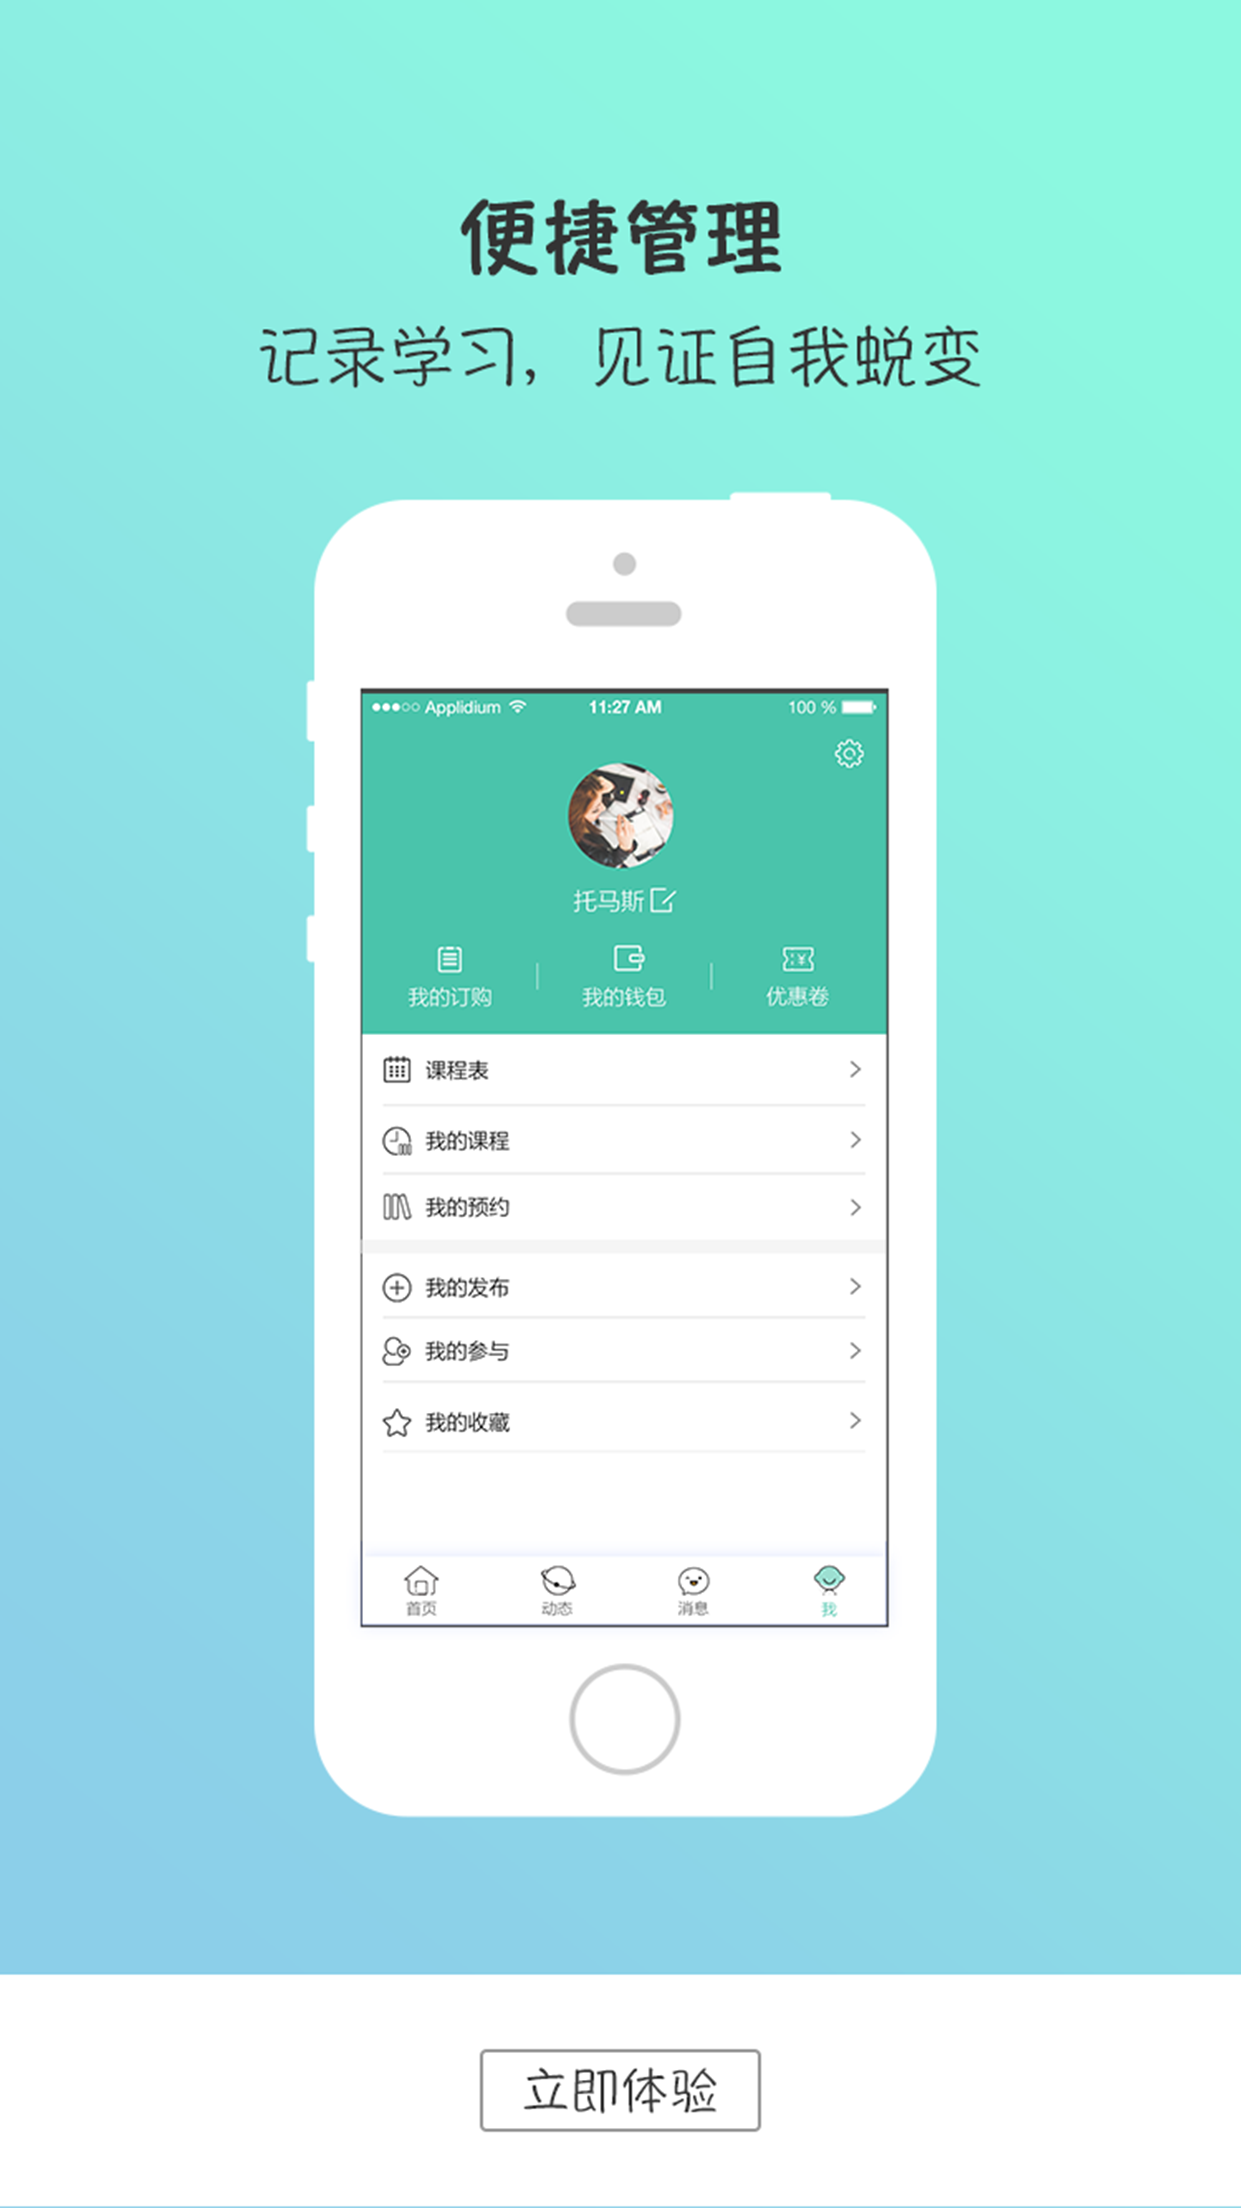 便捷管理
记录学习，见证自我蜕变
Applidium 11:27 AM 100 %
托马斯
我的订购 我的钱包 优惠卷
课程表
我的课程
我的预约
我的发布
我的参与
我的收藏
首页 动态 消息 我
立即体验